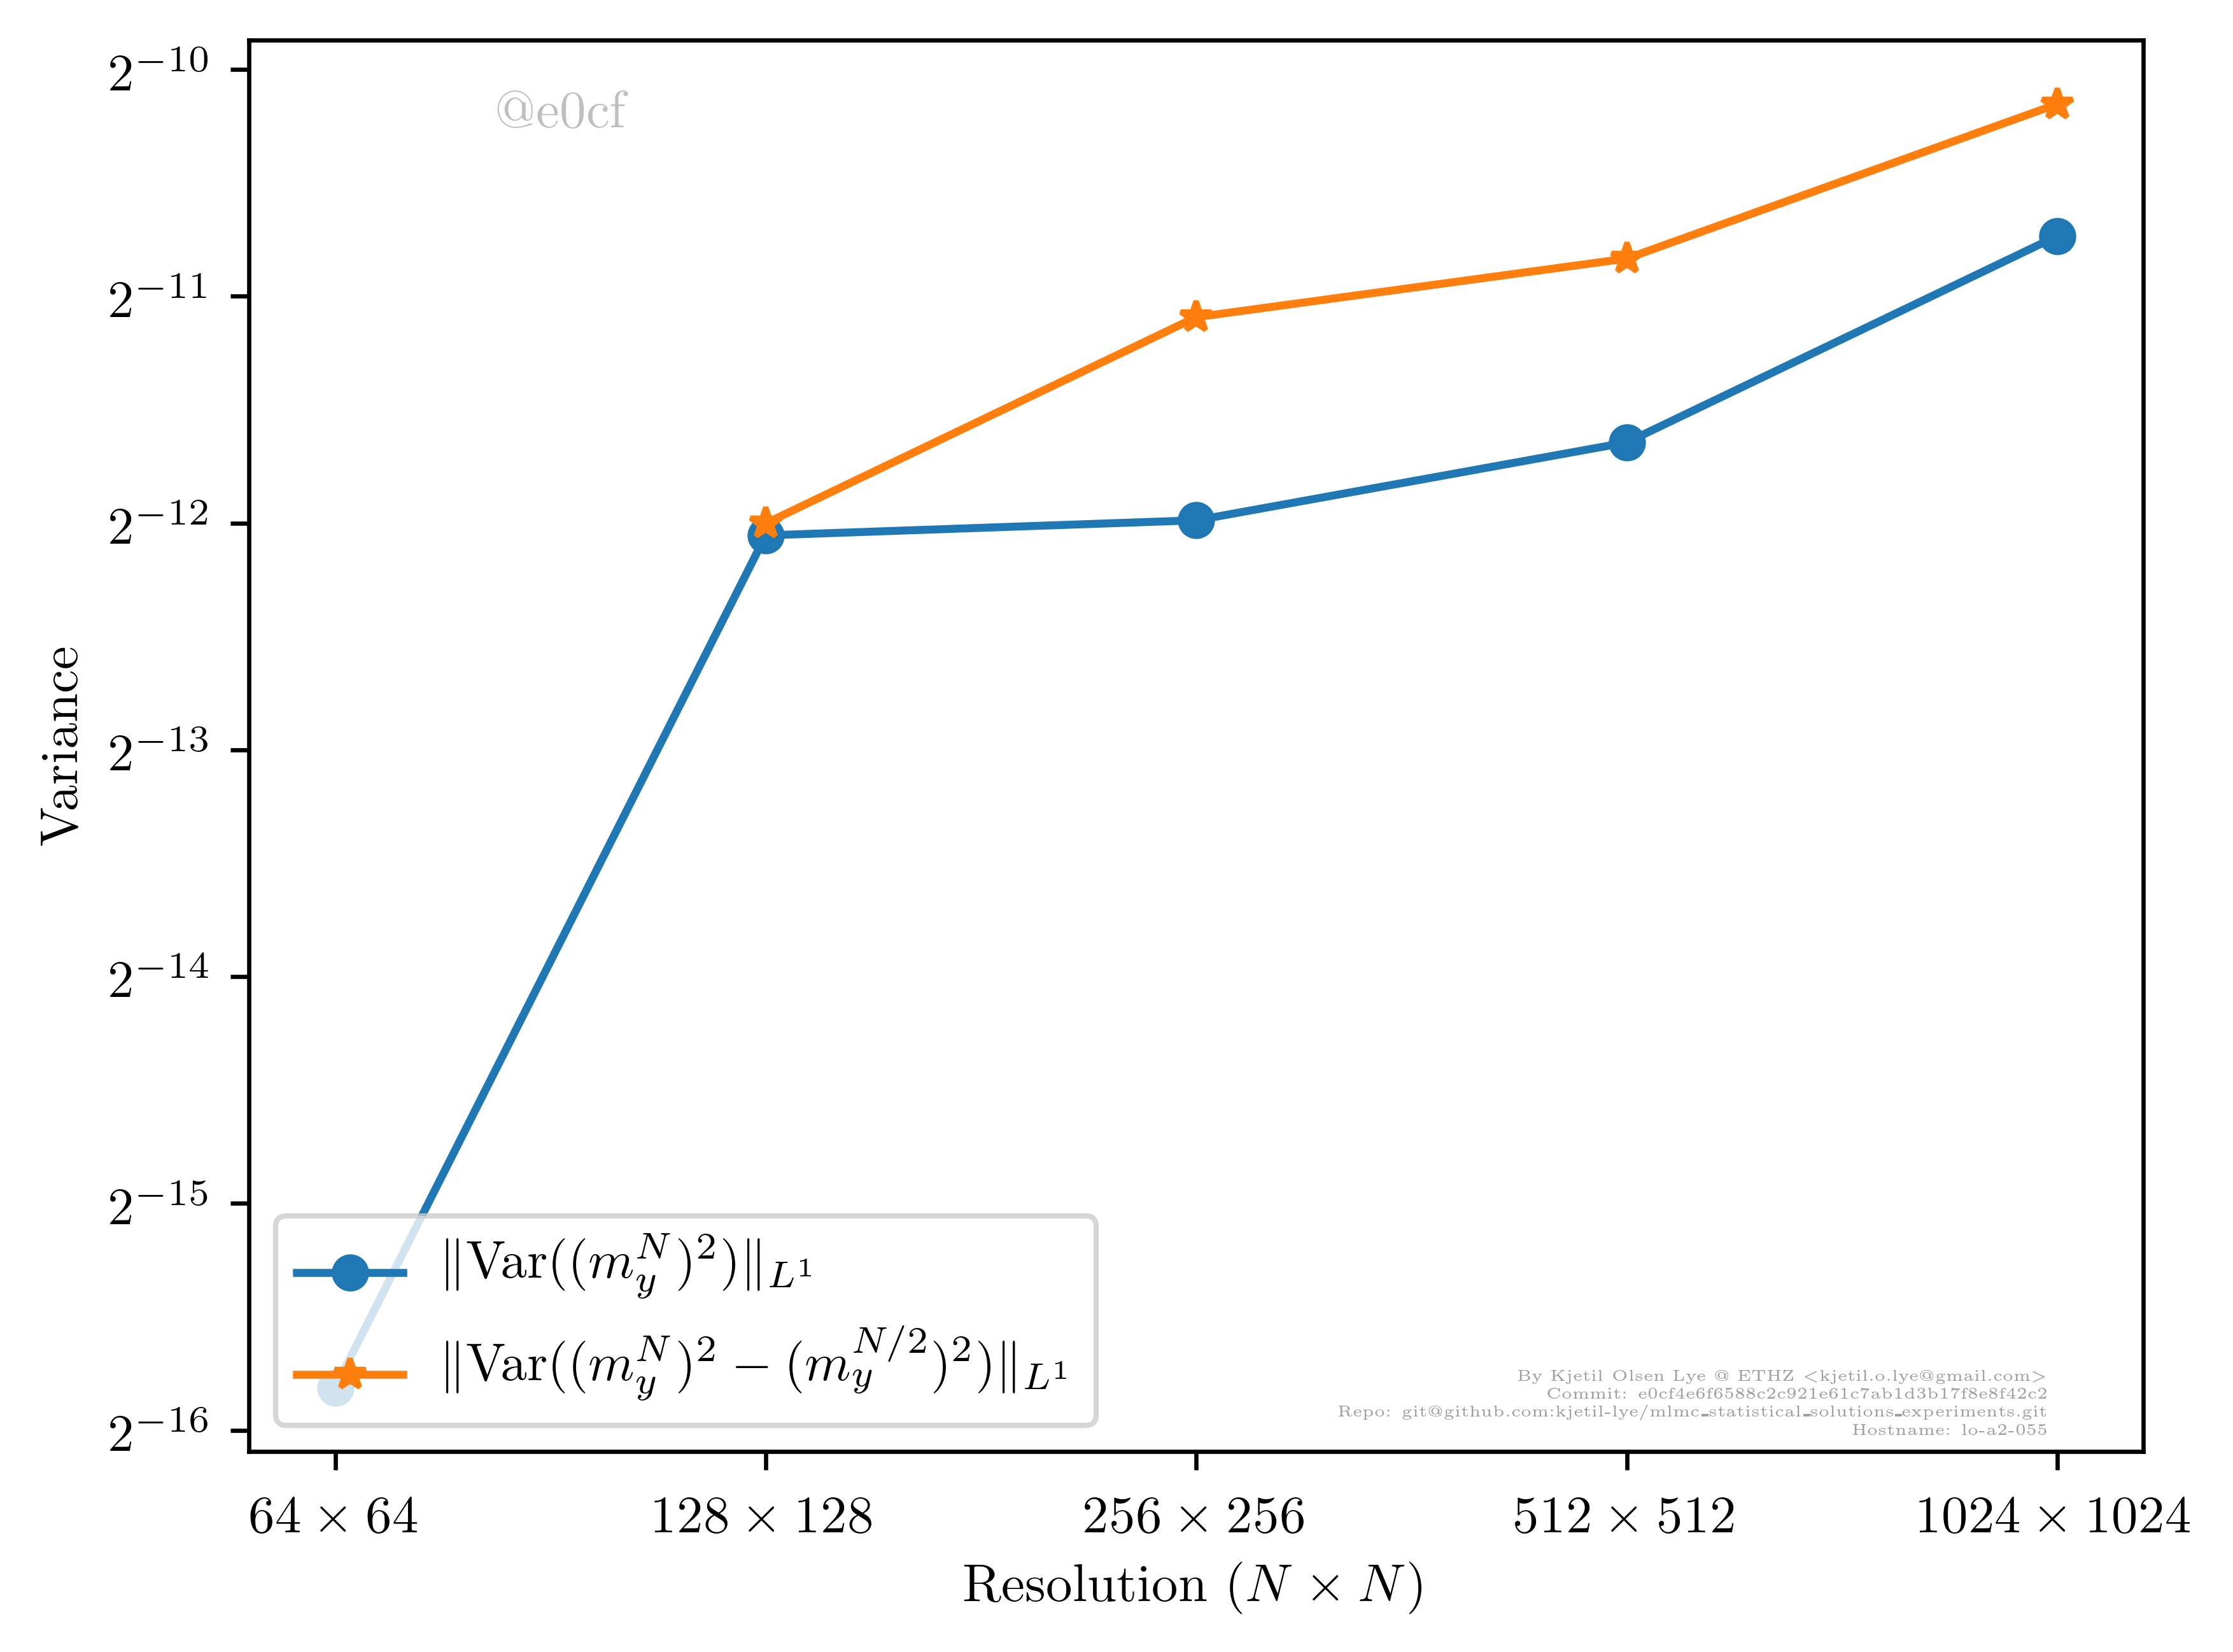 @e0cf
2^{-10}
2^{-11}
2^{-12}
2^{-13}
2^{-14}
2^{-15}
2^{-16}
Variance
∥Var((m_y^N)^2)∥_{L^1}
∥Var((m_y^N)^2 − (m_y^{N/2})^2)∥_{L^1}
By Kjetil Olsen Lye @ ETHZ <kjetil.o.lye@gmail.com>
Commit: e0cf4e6f6588c2c921e61c7ab1d3b17f8e8f42c2
Repo: git@github.com:kjetil-lye/mlmc_statistical_solutions_experiments.git
Hostname: lo-a2-055
64 × 64
128 × 128
256 × 256
512 × 512
1024 × 1024
Resolution (N × N)